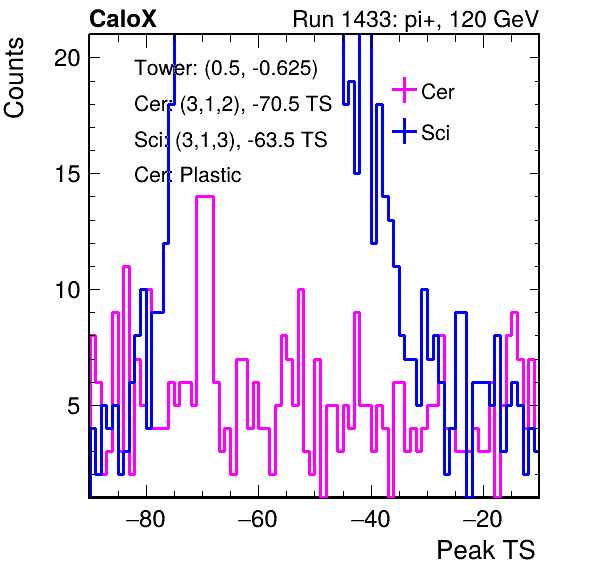 CaloX Run 1433: pi+, 120 GeV
Counts
Tower: (0.5, -0.625)
Cer: (3,1,2), -70.5 TS
Sci: (3,1,3), -63.5 TS
Cer: Plastic
Cer
Sci
20
15
10
5
−80 −60 −40 −20
Peak TS